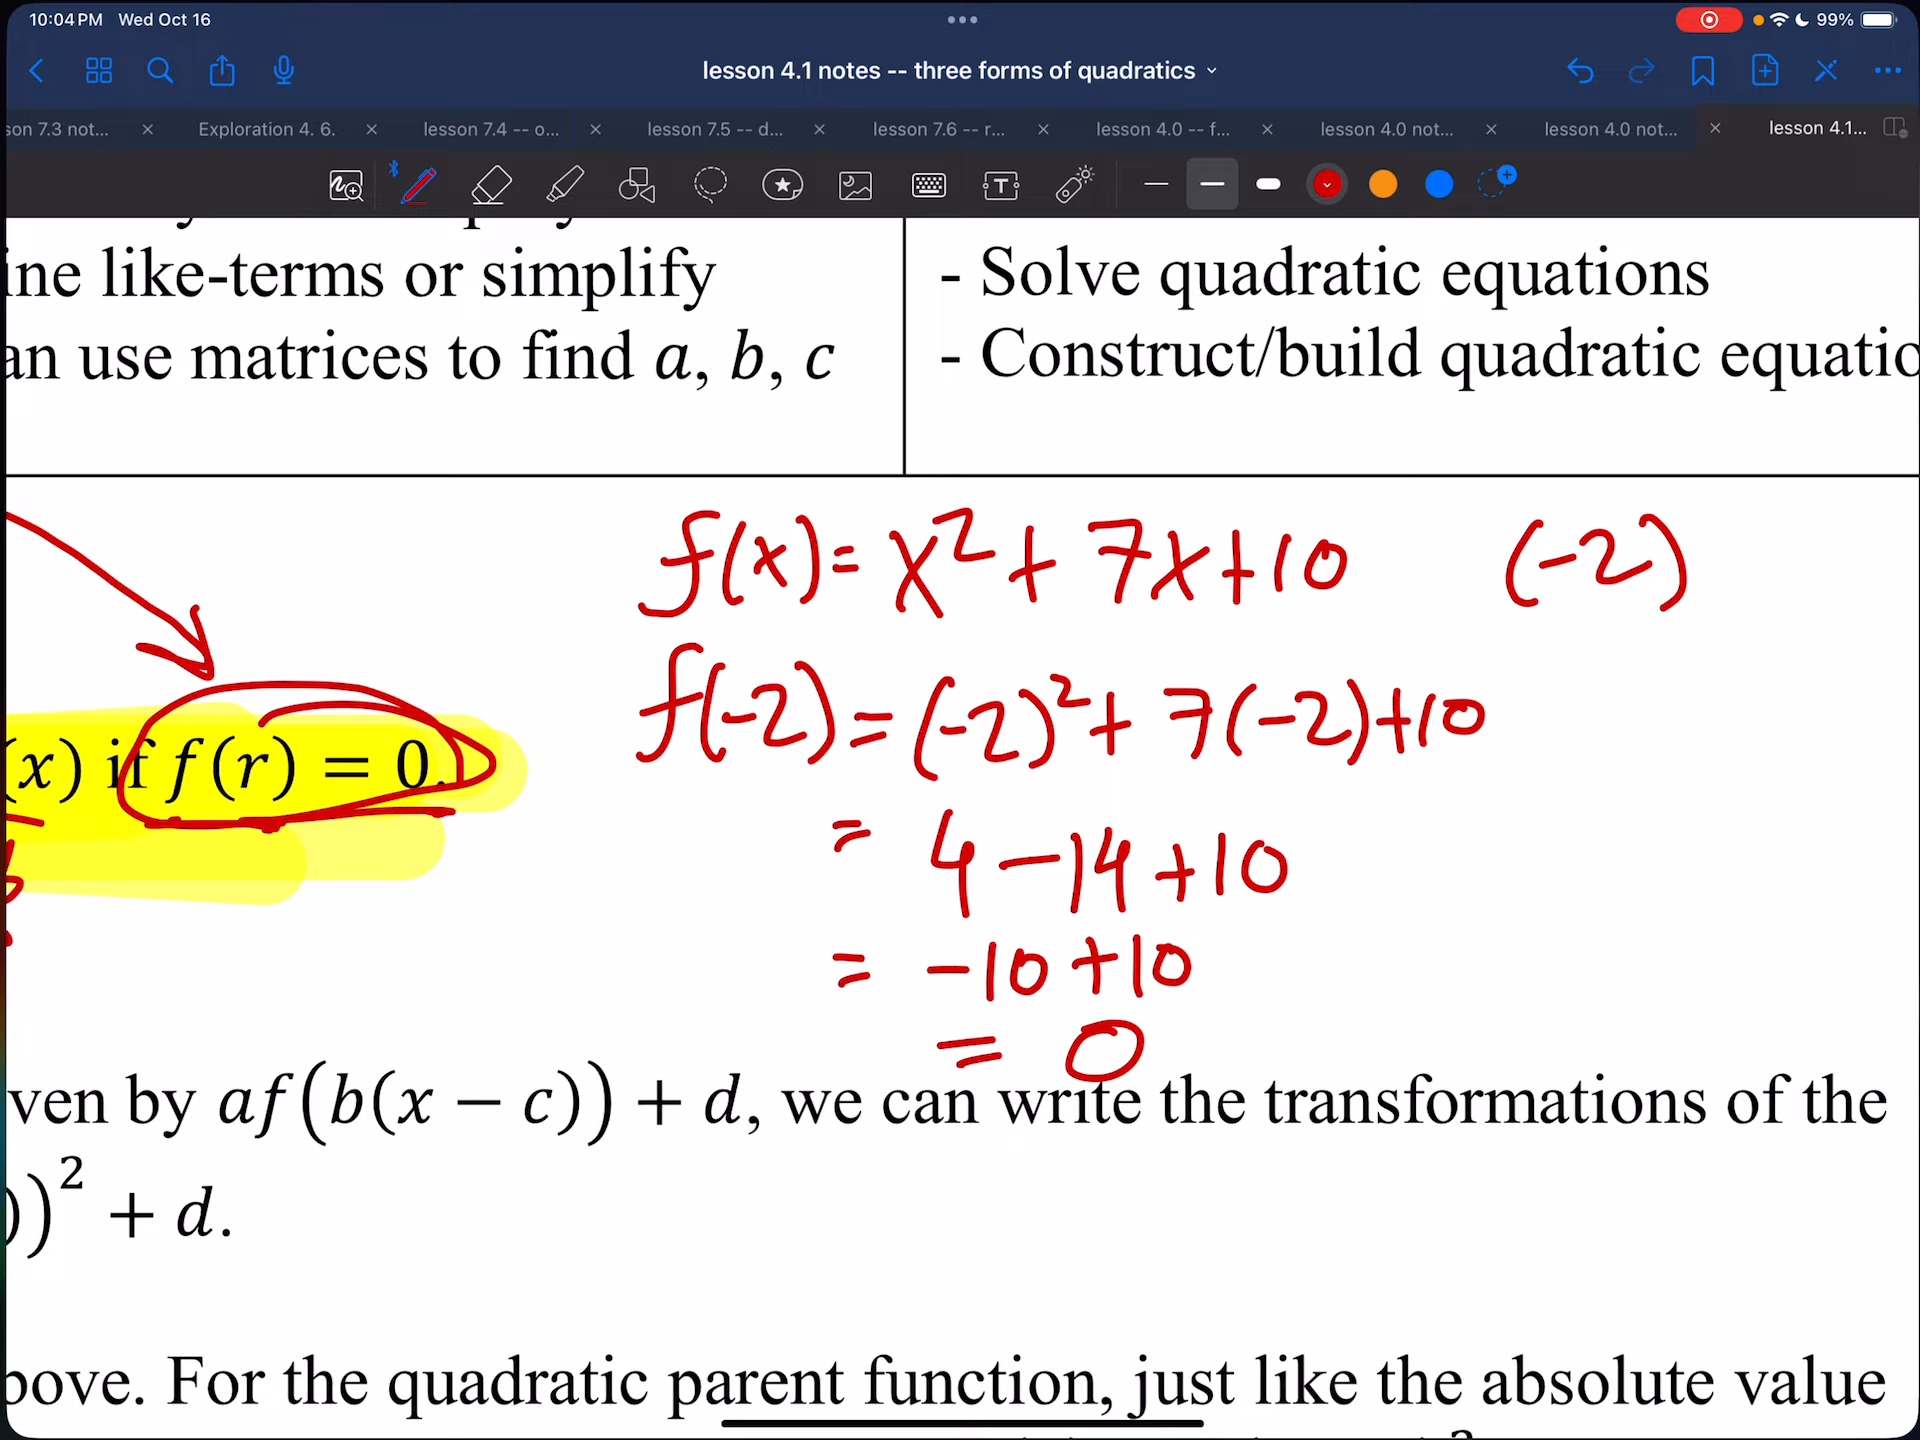 10:04 PM Wed Oct 16 99%
lesson 4.1 notes -- three forms of quadratics
son 7.3 not... × Exploration 4. 6. × lesson 7.4 -- o... × lesson 7.5 -- d... × lesson 7.6 -- r... × lesson 4.0 -- f... × lesson 4.0 not... × lesson 4.0 not... × lesson 4.1...
ine like-terms or simplify
an use matrices to find a, b, c
- Solve quadratic equations
- Construct/build quadratic equatio
f(x) = x² + 7x + 10 (-2)
f(-2) = (-2)² + 7(-2) + 10
(x) if f(r) = 0.
= 4 - 14 + 10
= -10 + 10
= 0
ven by af(b(x − c)) + d, we can write the transformations of the
))² + d.
bove. For the quadratic parent function, just like the absolute value